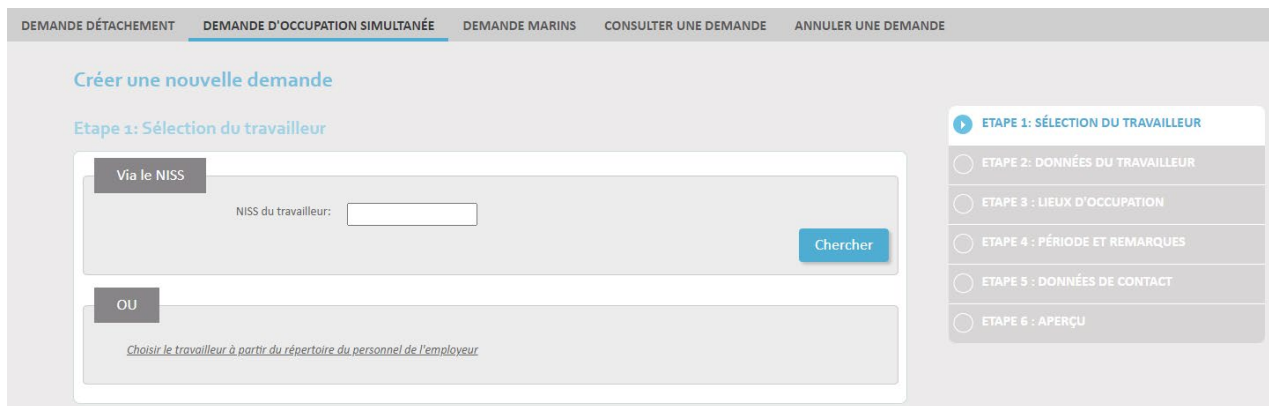 DEMANDE DÉTACHEMENT DEMANDE D'OCCUPATION SIMULTANÉE DEMANDE MARINS CONSULTER UNE DEMANDE ANNULER UNE DEMANDE
Créer une nouvelle demande
Etape 1: Sélection du travailleur
Via le NISS
NISS du travailleur:
Chercher
OU
Choisir le travailleur à partir du répertoire du personnel de l'employeur
ETAPE 1: SÉLECTION DU TRAVAILLEUR
ETAPE 2: DONNÉES DU TRAVAILLEUR
ETAPE 3 : LIEUX D'OCCUPATION
ETAPE 4 : PÉRIODE ET REMARQUES
ETAPE 5 : DONNÉES DE CONTACT
ETAPE 6 : APERÇU